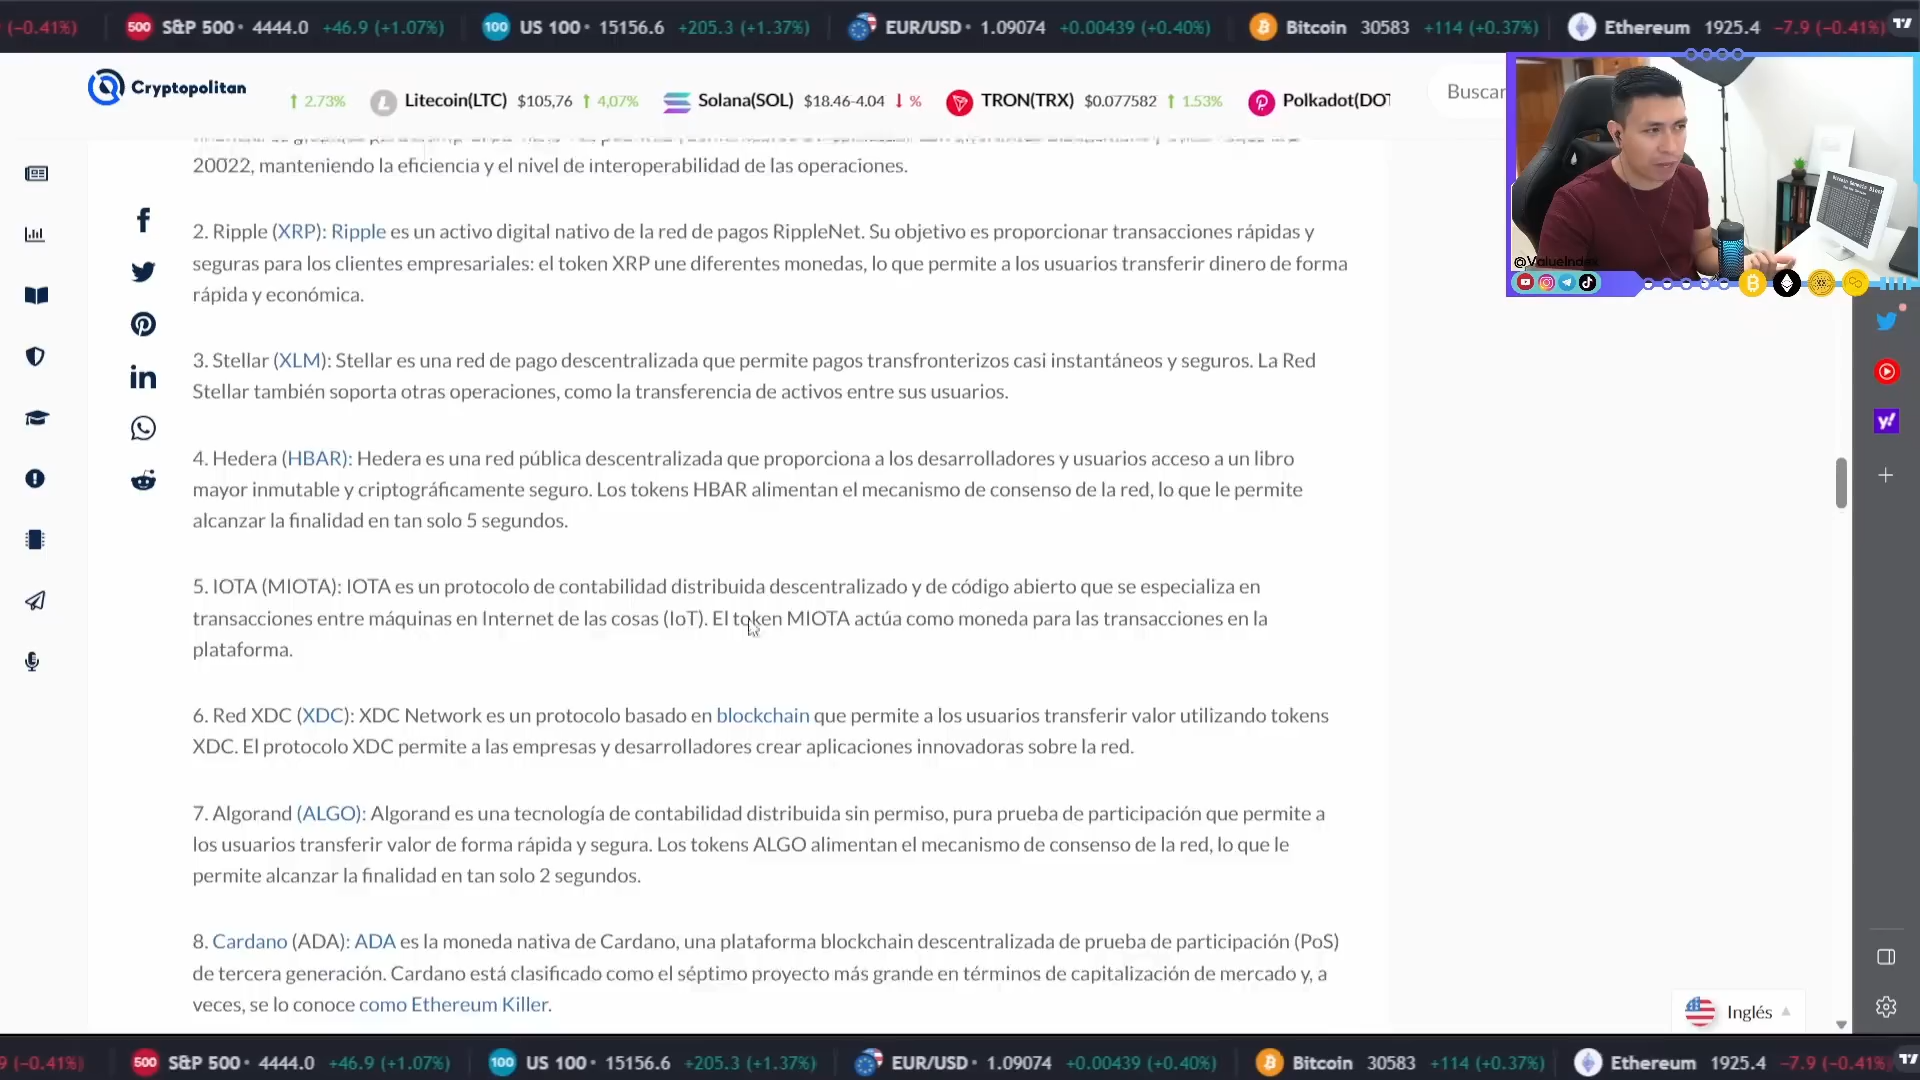 (−0.41%) 500 S&P 500 • 4444.0 +46.9 (+1.07%) 100 US 100 • 15156.6 +205.3 (+1.37%) EUR/USD • 1.09074 +0.00439 (+0.40%) Bitcoin 30583 +114 (+0.37%) Ethereum 1925.4 −7.9 (−0.41%)
Cryptopolitan
2.73% Litecoin(LTC) $105,76 4,07% Solana(SOL) $18.46-4.04 % TRON(TRX) $0.077582 1.53% Polkadot(DOT
Buscar
20022, manteniendo la eficiencia y el nivel de interoperabilidad de las operaciones.
2. Ripple (XRP): Ripple es un activo digital nativo de la red de pagos RippleNet. Su objetivo es proporcionar transacciones rápidas y
seguras para los clientes empresariales: el token XRP une diferentes monedas, lo que permite a los usuarios transferir dinero de forma
rápida y económica.
3. Stellar (XLM): Stellar es una red de pago descentralizada que permite pagos transfronterizos casi instantáneos y seguros. La Red
Stellar también soporta otras operaciones, como la transferencia de activos entre sus usuarios.
4. Hedera (HBAR): Hedera es una red pública descentralizada que proporciona a los desarrolladores y usuarios acceso a un libro
mayor inmutable y criptográficamente seguro. Los tokens HBAR alimentan el mecanismo de consenso de la red, lo que le permite
alcanzar la finalidad en tan solo 5 segundos.
5. IOTA (MIOTA): IOTA es un protocolo de contabilidad distribuida descentralizado y de código abierto que se especializa en
transacciones entre máquinas en Internet de las cosas (IoT). El token MIOTA actúa como moneda para las transacciones en la
plataforma.
6. Red XDC (XDC): XDC Network es un protocolo basado en blockchain que permite a los usuarios transferir valor utilizando tokens
XDC. El protocolo XDC permite a las empresas y desarrolladores crear aplicaciones innovadoras sobre la red.
7. Algorand (ALGO): Algorand es una tecnología de contabilidad distribuida sin permiso, pura prueba de participación que permite a
los usuarios transferir valor de forma rápida y segura. Los tokens ALGO alimentan el mecanismo de consenso de la red, lo que le
permite alcanzar la finalidad en tan solo 2 segundos.
8. Cardano (ADA): ADA es la moneda nativa de Cardano, una plataforma blockchain descentralizada de prueba de participación (PoS)
de tercera generación. Cardano está clasificado como el séptimo proyecto más grande en términos de capitalización de mercado y, a
veces, se lo conoce como Ethereum Killer.
@ValueIndex
y!
Inglés
9 (−0.41%) 500 S&P 500 • 4444.0 +46.9 (+1.07%) 100 US 100 • 15156.6 +205.3 (+1.37%) EUR/USD • 1.09074 +0.00439 (+0.40%) Bitcoin 30583 +114 (+0.37%) Ethereum 1925.4 −7.9 (−0.41%)